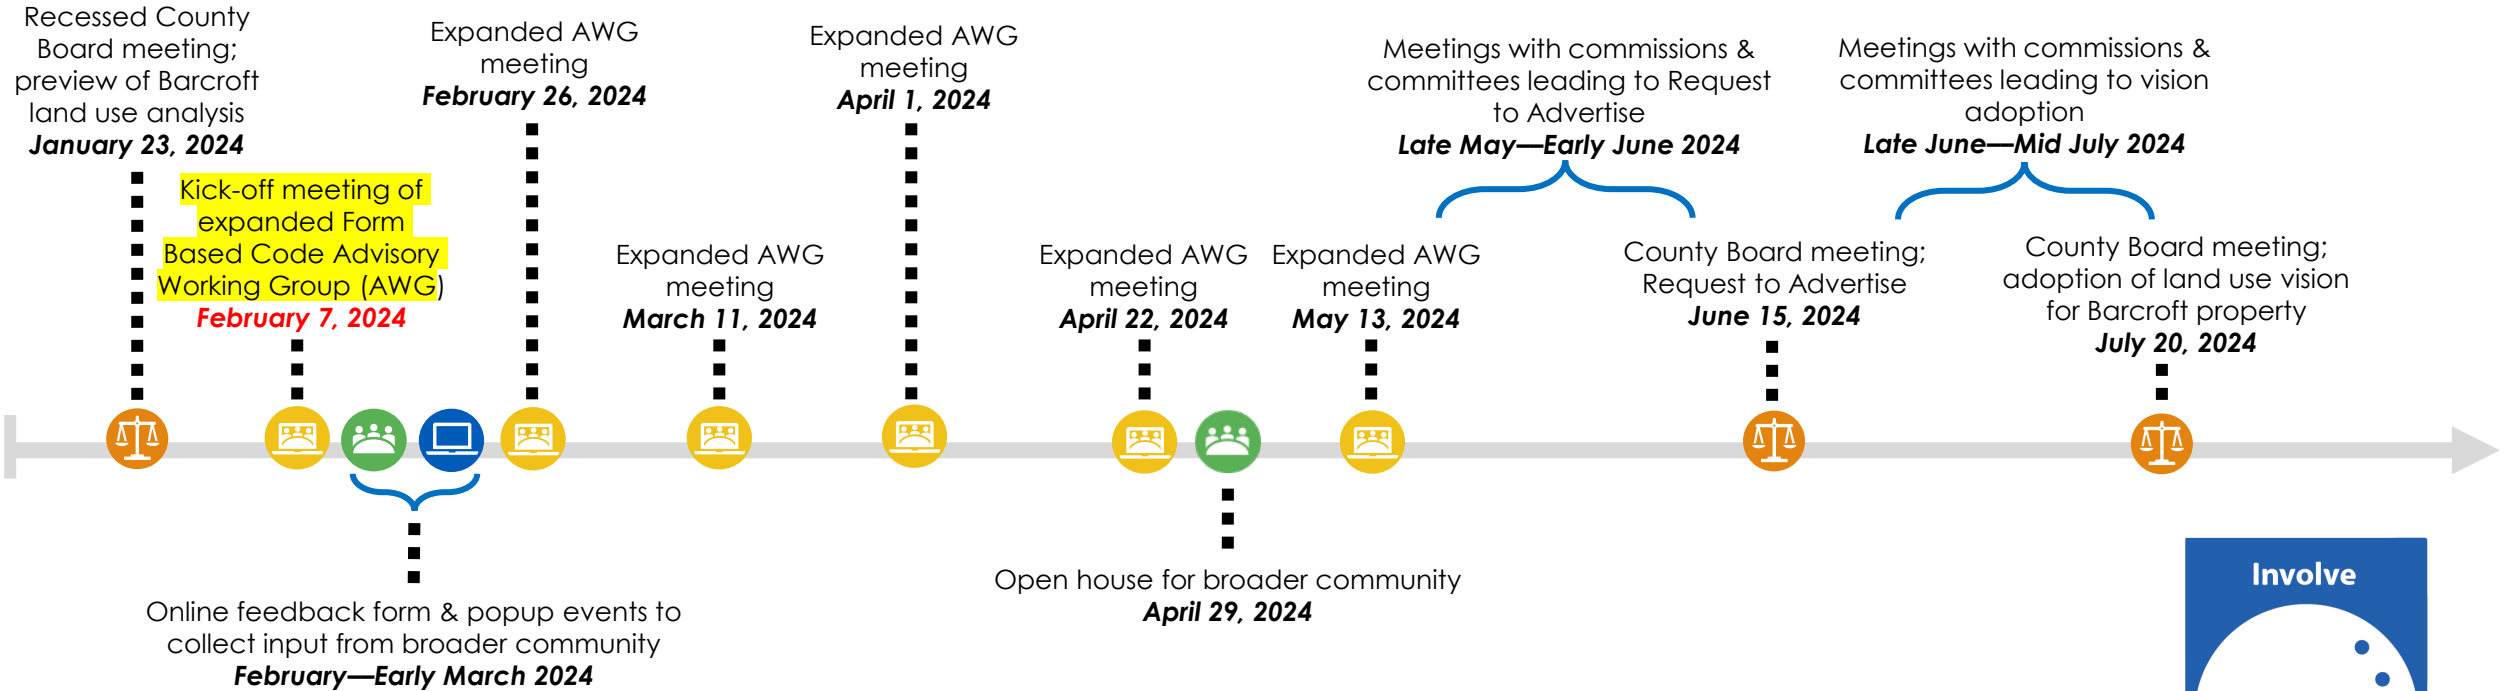 Recessed County
Board meeting;
preview of Barcroft
land use analysis
January 23, 2024
Kick-off meeting of
expanded Form
Based Code Advisory
Working Group (AWG)
February 7, 2024
Expanded AWG
meeting
February 26, 2024
Expanded AWG
meeting
March 11, 2024
Expanded AWG
meeting
April 1, 2024
Expanded AWG
meeting
April 22, 2024
Expanded AWG
meeting
May 13, 2024
Meetings with commissions &
committees leading to Request
to Advertise
Late May—Early June 2024
County Board meeting;
Request to Advertise
June 15, 2024
Meetings with commissions &
committees leading to vision
adoption
Late June—Mid July 2024
County Board meeting;
adoption of land use vision
for Barcroft property
July 20, 2024
Online feedback form & popup events to
collect input from broader community
February—Early March 2024
Open house for broader community
April 29, 2024
Involve